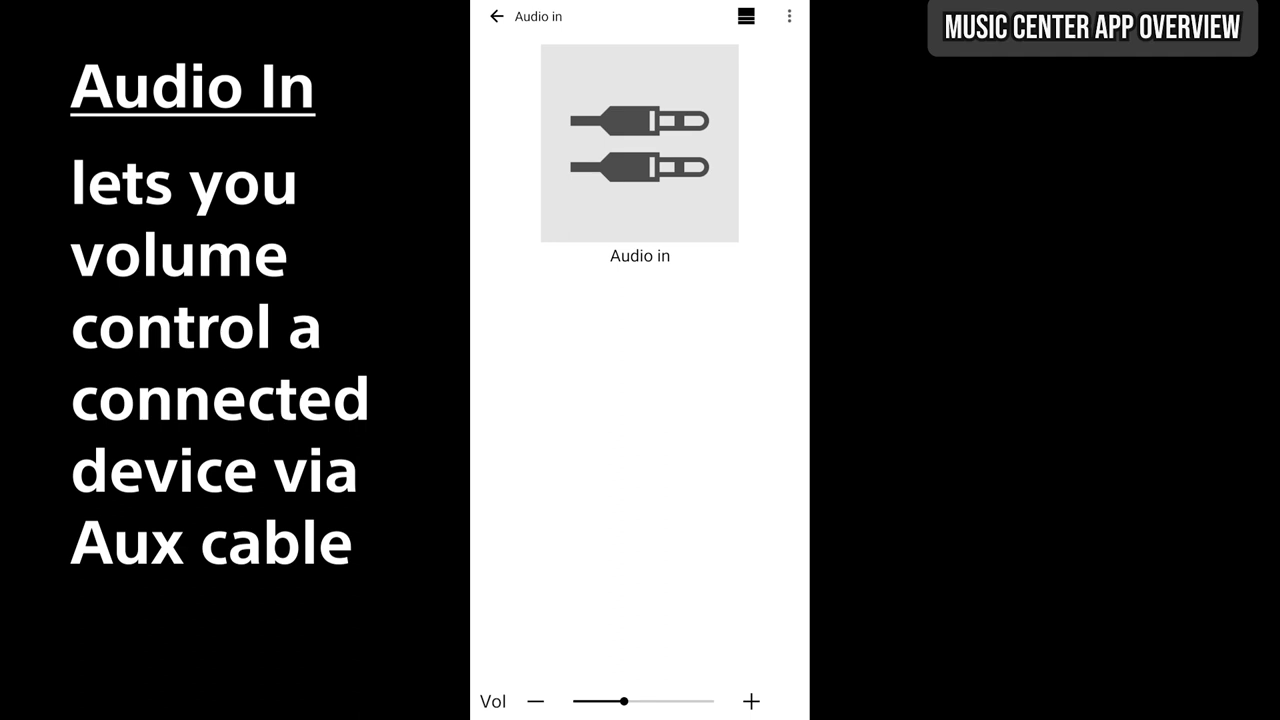 Audio In
lets you
volume
control a
connected
device via
Aux cable
Audio in
Audio in
Vol
MUSIC CENTER APP OVERVIEW